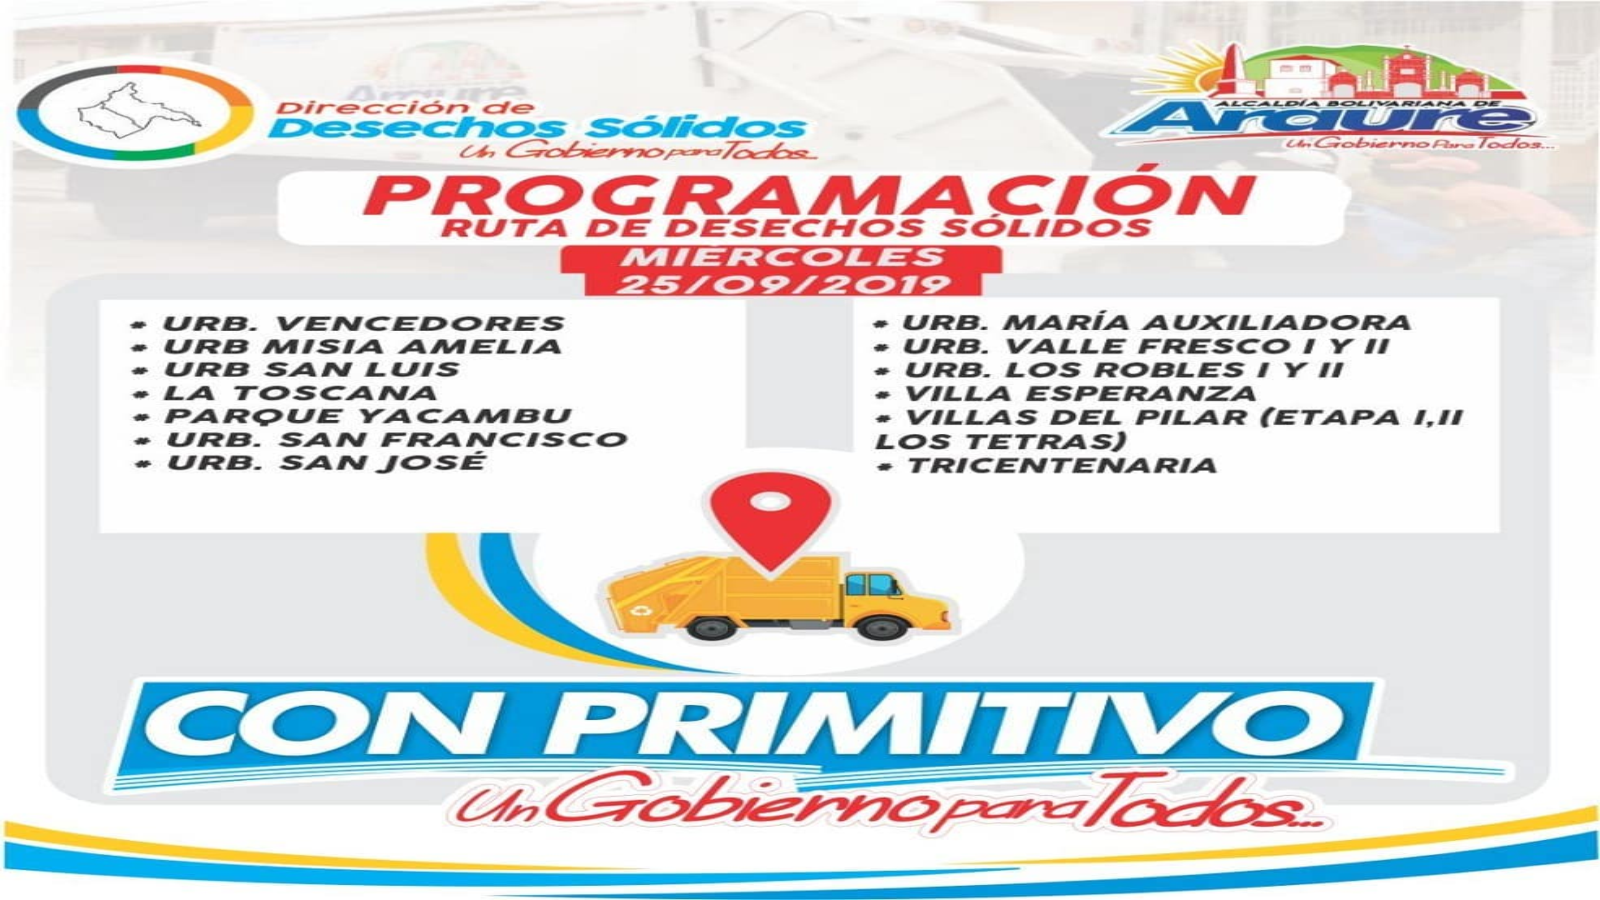 Dirección de
Desechos Sólidos
Un Gobierno para Todos...
ALCALDÍA BOLIVARIANA DE
Araure
Un Gobierno Para Todos...
PROGRAMACIÓN
RUTA DE DESECHOS SÓLIDOS
MIÉRCOLES
25/09/2019
* URB. VENCEDORES
* URB MISIA AMELIA
* URB SAN LUIS
* LA TOSCANA
* PARQUE YACAMBU
* URB. SAN FRANCISCO
* URB. SAN JOSÉ
* URB. MARÍA AUXILIADORA
* URB. VALLE FRESCO I Y II
* URB. LOS ROBLES I Y II
* VILLA ESPERANZA
* VILLAS DEL PILAR (ETAPA I,II
LOS TETRAS)
* TRICENTENARIA
CON PRIMITIVO
Un Gobierno para Todos...